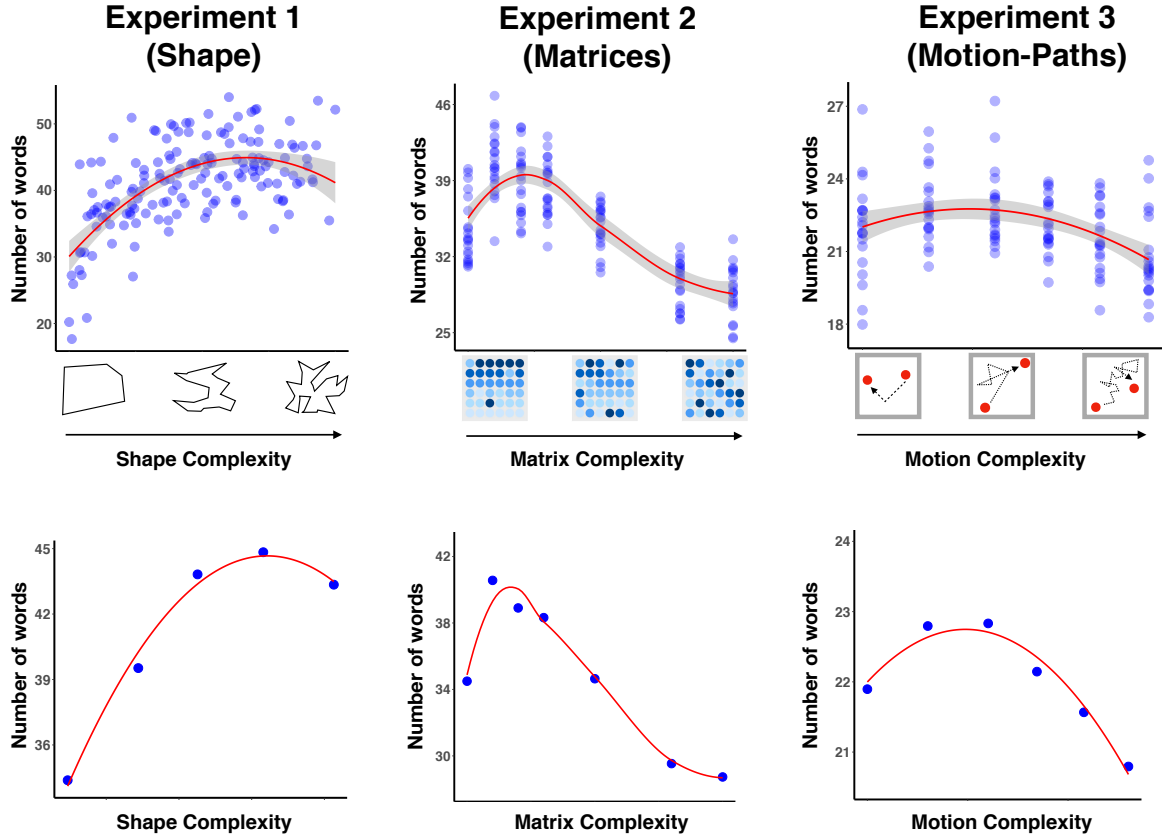 Experiment 1
(Shape)
Number of words
50
40
30
20
Shape Complexity
Experiment 2
(Matrices)
Number of words
46
39
32
25
Matrix Complexity
Experiment 3
(Motion-Paths)
Number of words
27
24
21
18
Motion Complexity
Number of words
45
42
39
36
Shape Complexity
Number of words
42
38
34
30
Matrix Complexity
Number of words
24
23
22
21
Motion Complexity